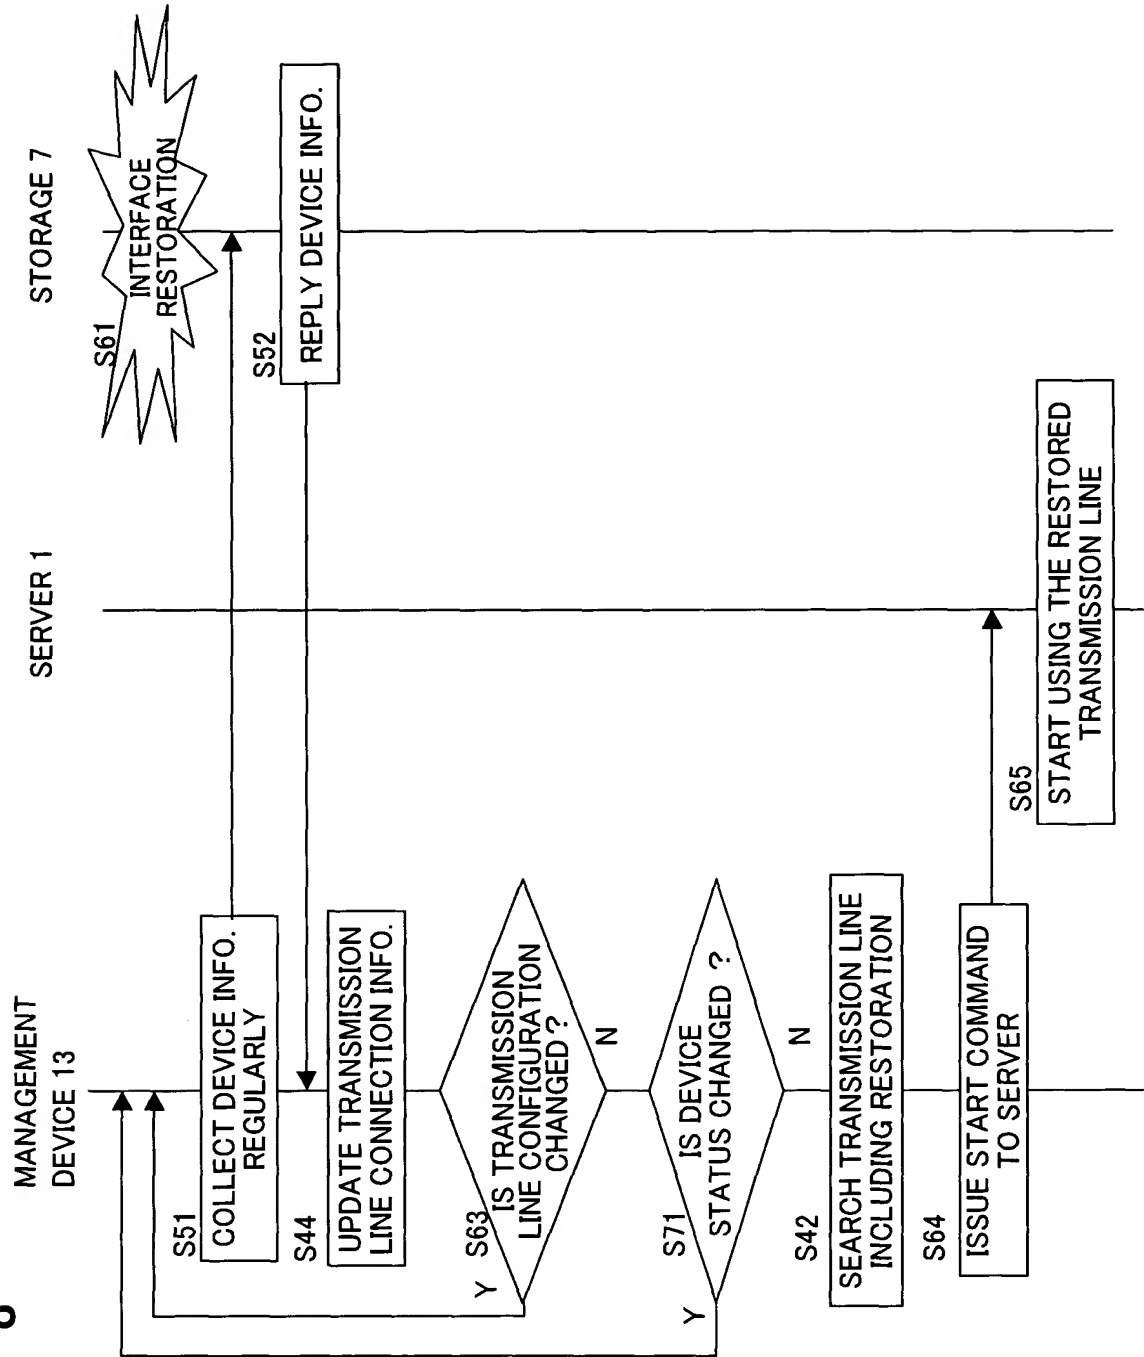 MANAGEMENT
DEVICE 13
SERVER 1
STORAGE 7
S61
INTERFACE
RESTORATION
S51
COLLECT DEVICE INFO.
REGULARLY
S52
REPLY DEVICE INFO.
S44
UPDATE TRANSMISSION
LINE CONNECTION INFO.
S63
IS TRANSMISSION
LINE CONFIGURATION
CHANGED ?
Y
N
S71
IS DEVICE
STATUS CHANGED ?
Y
N
S42
SEARCH TRANSMISSION LINE
INCLUDING RESTORATION
S64
ISSUE START COMMAND
TO SERVER
S65
START USING THE RESTORED
TRANSMISSION LINE